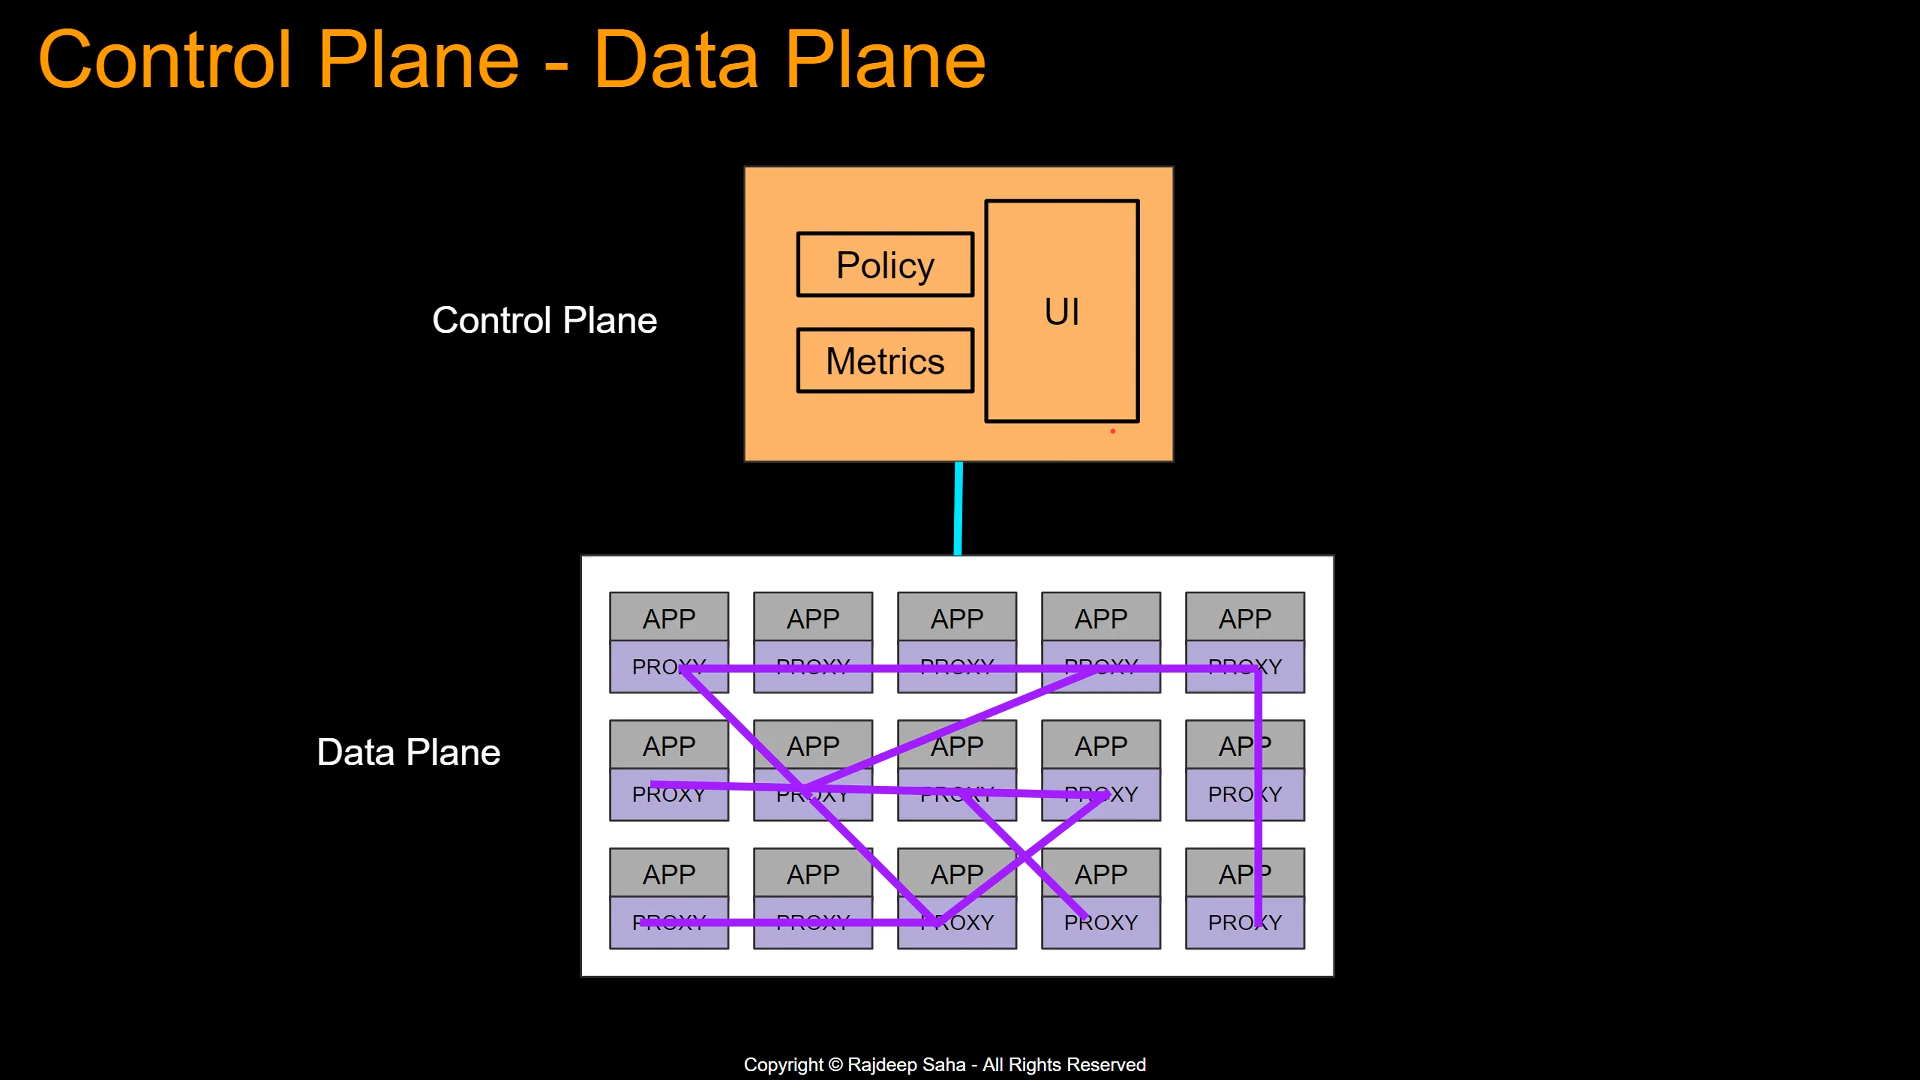 Control Plane - Data Plane
Policy
UI
Metrics
Control Plane
APP APP APP APP APP
PROXY PROXY PROXY PROXY PROXY
Data Plane
APP APP APP APP APP
PROXY PROXY PROXY PROXY PROXY
APP APP APP APP APP
PROXY PROXY PROXY PROXY PROXY
Copyright © Rajdeep Saha - All Rights Reserved